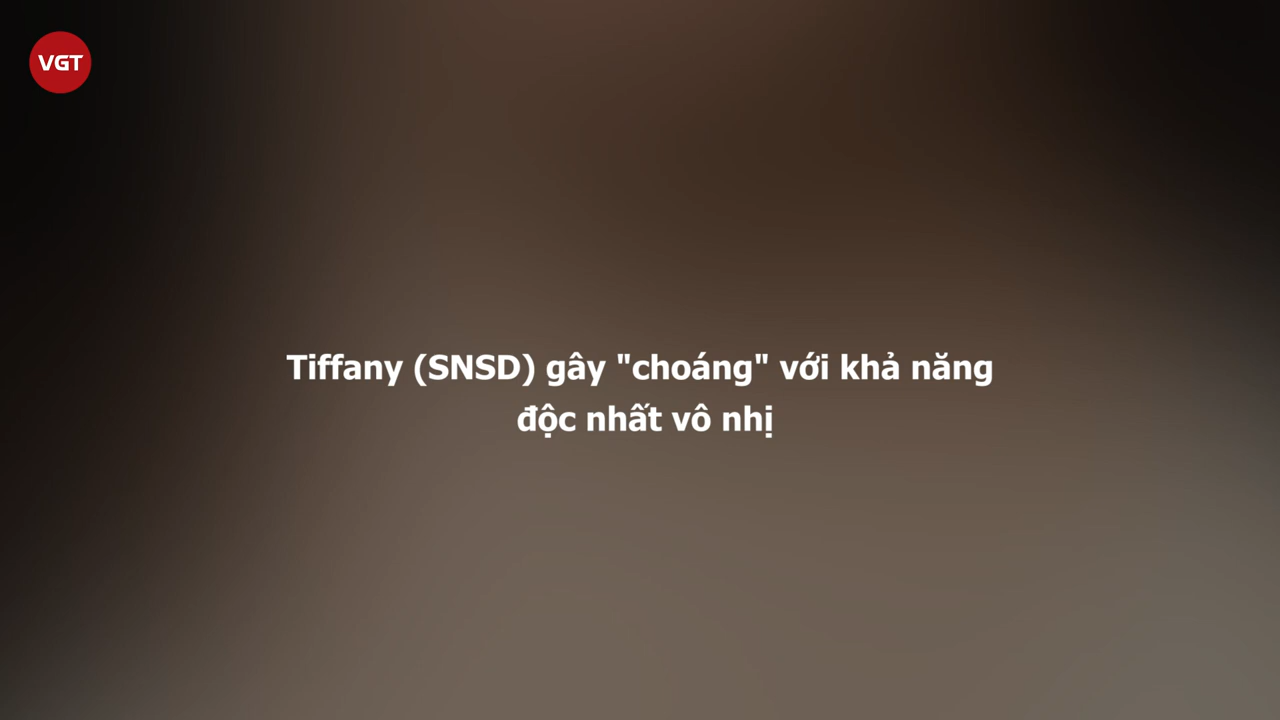 VGT
Tiffany (SNSD) gây "choáng" với khả năng
độc nhất vô nhị